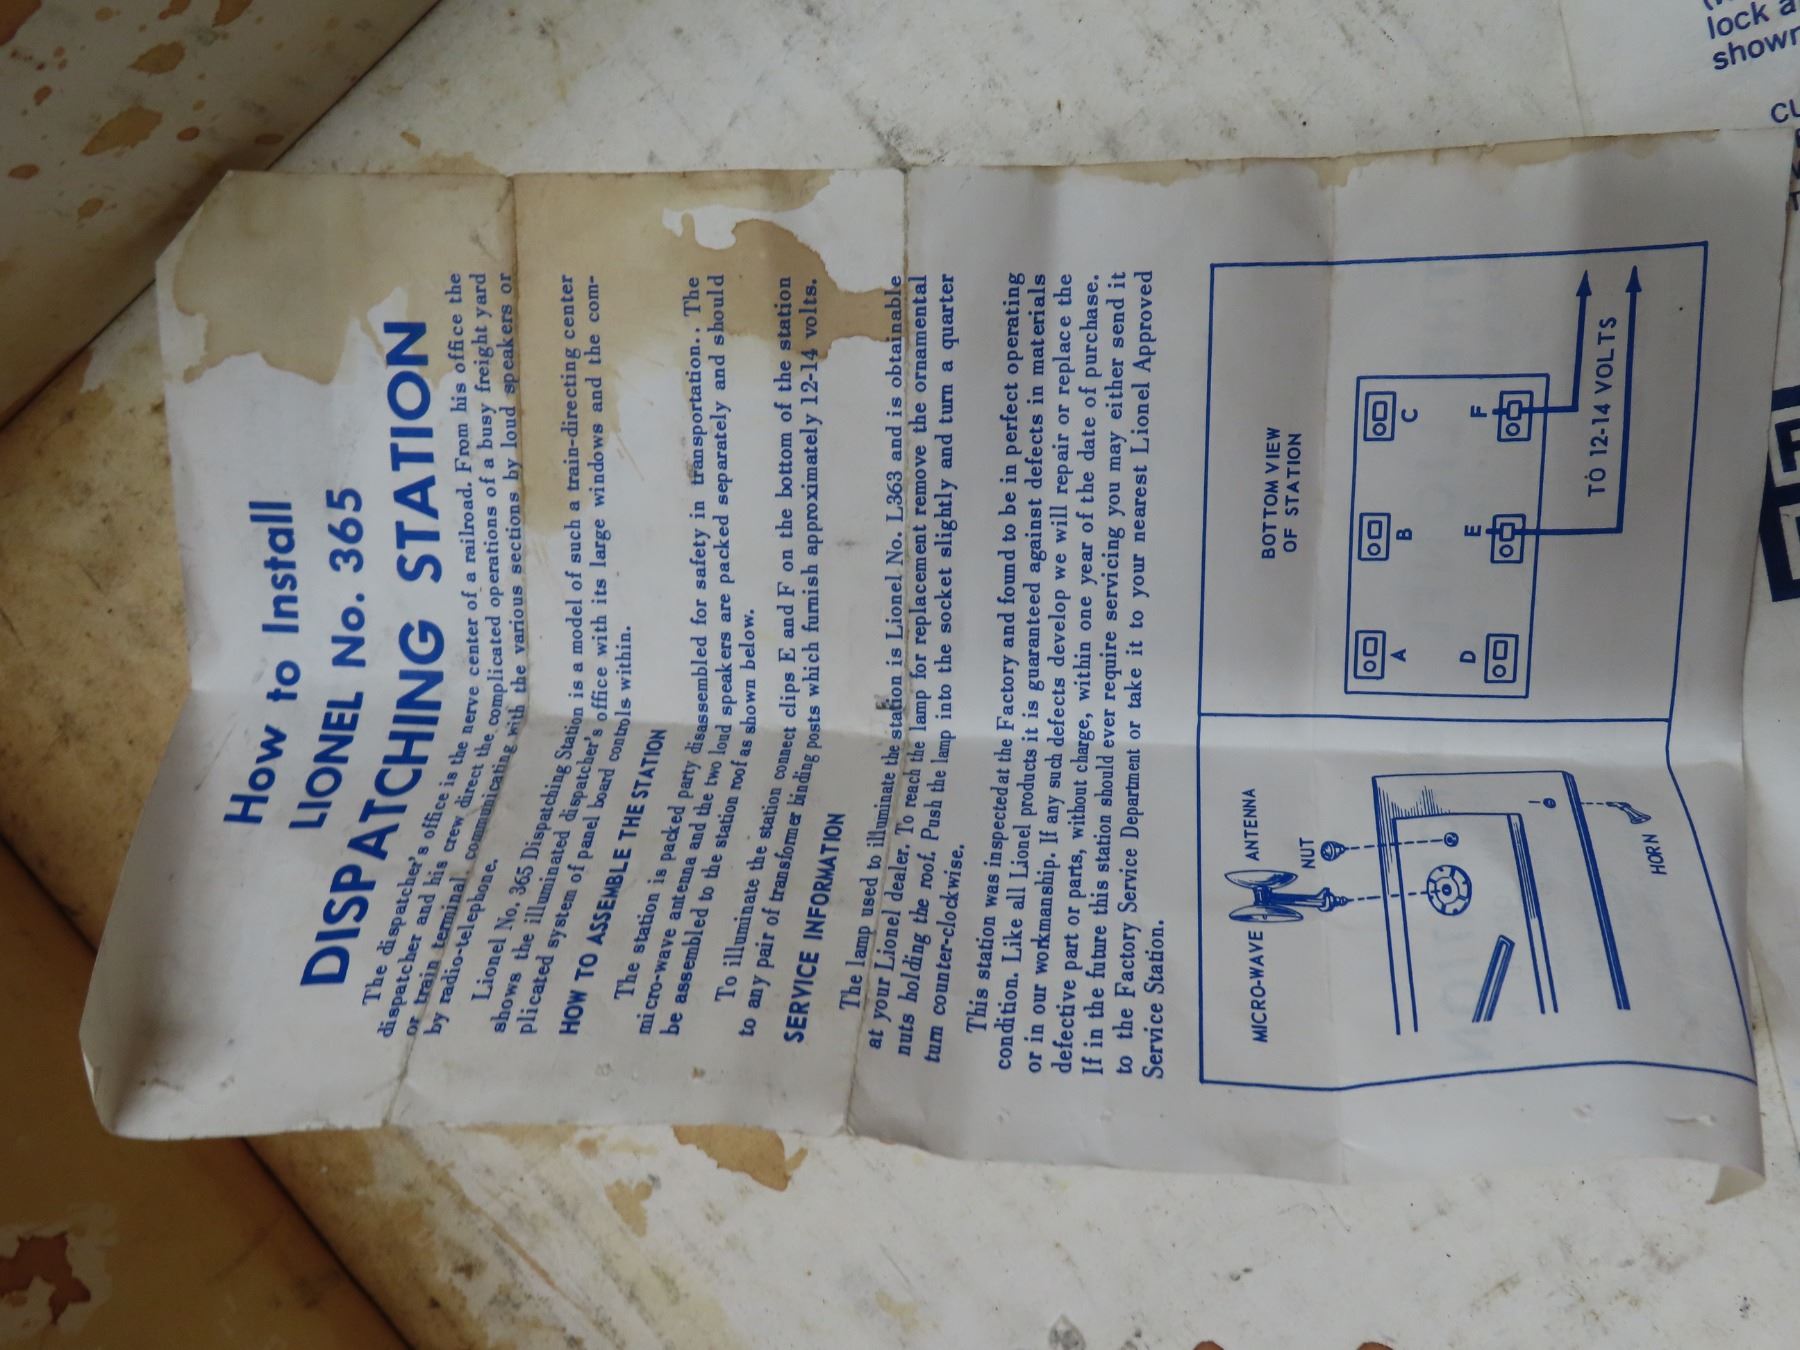 How to Install
LIONEL No. 365
DISPATCHING STATION
The dispatcher's office is the nerve center of a railroad. From his office the
dispatcher and his crew direct the complicated operations of a busy freight yard
or train terminal, communicating with the various sections by loud speakers or
by radio-telephone.
Lionel No. 365 Dispatching Station is a model of such a train-directing center
shows the illuminated dispatcher's office with its large windows and the com-
plicated system of panel board controls within.
HOW TO ASSEMBLE THE STATION
The station is packed party disassembled for safety in transportation. The
micro-wave antenna and the two loud speakers are packed separately and should
be assembled to the station roof as shown below.
To illuminate the station connect clips E and F on the bottom of the station
to any pair of transformer binding posts which furnish approximately 12-14 volts.
SERVICE INFORMATION
The lamp used to illuminate the station is Lionel No. L363 and is obtainable
at your Lionel dealer. To reach the lamp for replacement remove the ornamental
nuts holding the roof. Push the lamp into the socket slightly and turn a quarter
turn counter-clockwise.
This station was inspected at the Factory and found to be in perfect operating
condition. Like all Lionel products it is guaranteed against defects in materials
or in our workmanship. If any such defects develop we will repair or replace the
defective part or parts, without charge, within one year of the date of purchase.
If in the future this station should ever require servicing you may either send it
to the Factory Service Department or take it to your nearest Lionel Approved
Service Station.
MICRO-WAVE ANTENNA
NUT
HORN
BOTTOM VIEW
OF STATION
A B C
D E F
TO 12-14 VOLTS
lock a
shown
CU